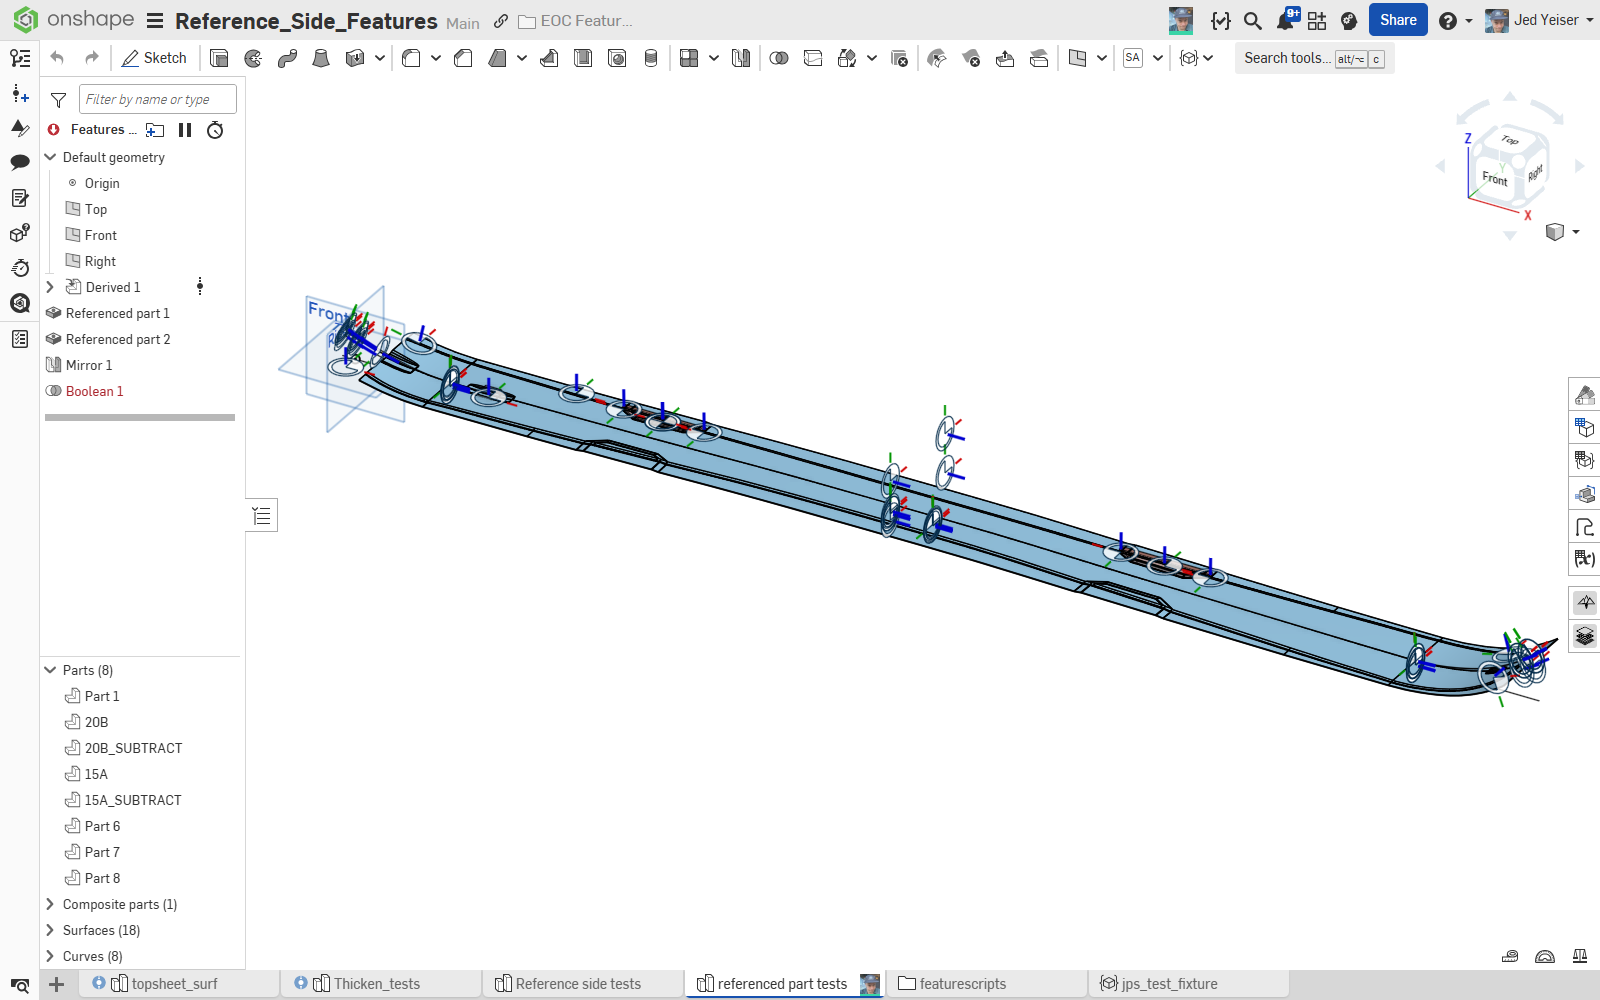 onshape Reference_Side_Features Main EOC Featur... 9+ Share Jed Yeiser
Sketch SA Search tools... alt/⌥ c
Filter by name or type
Features ...
Default geometry
Origin
Top
Front
Right
Derived 1
Referenced part 1
Referenced part 2
Mirror 1
Boolean 1
Front
Z
Top
Y
Front
Right
X
Parts (8)
Part 1
20B
20B_SUBTRACT
15A
15A_SUBTRACT
Part 6
Part 7
Part 8
Composite parts (1)
Surfaces (18)
Curves (8)
topsheet_surf Thicken_tests Reference side tests referenced part tests featurescripts jps_test_fixture